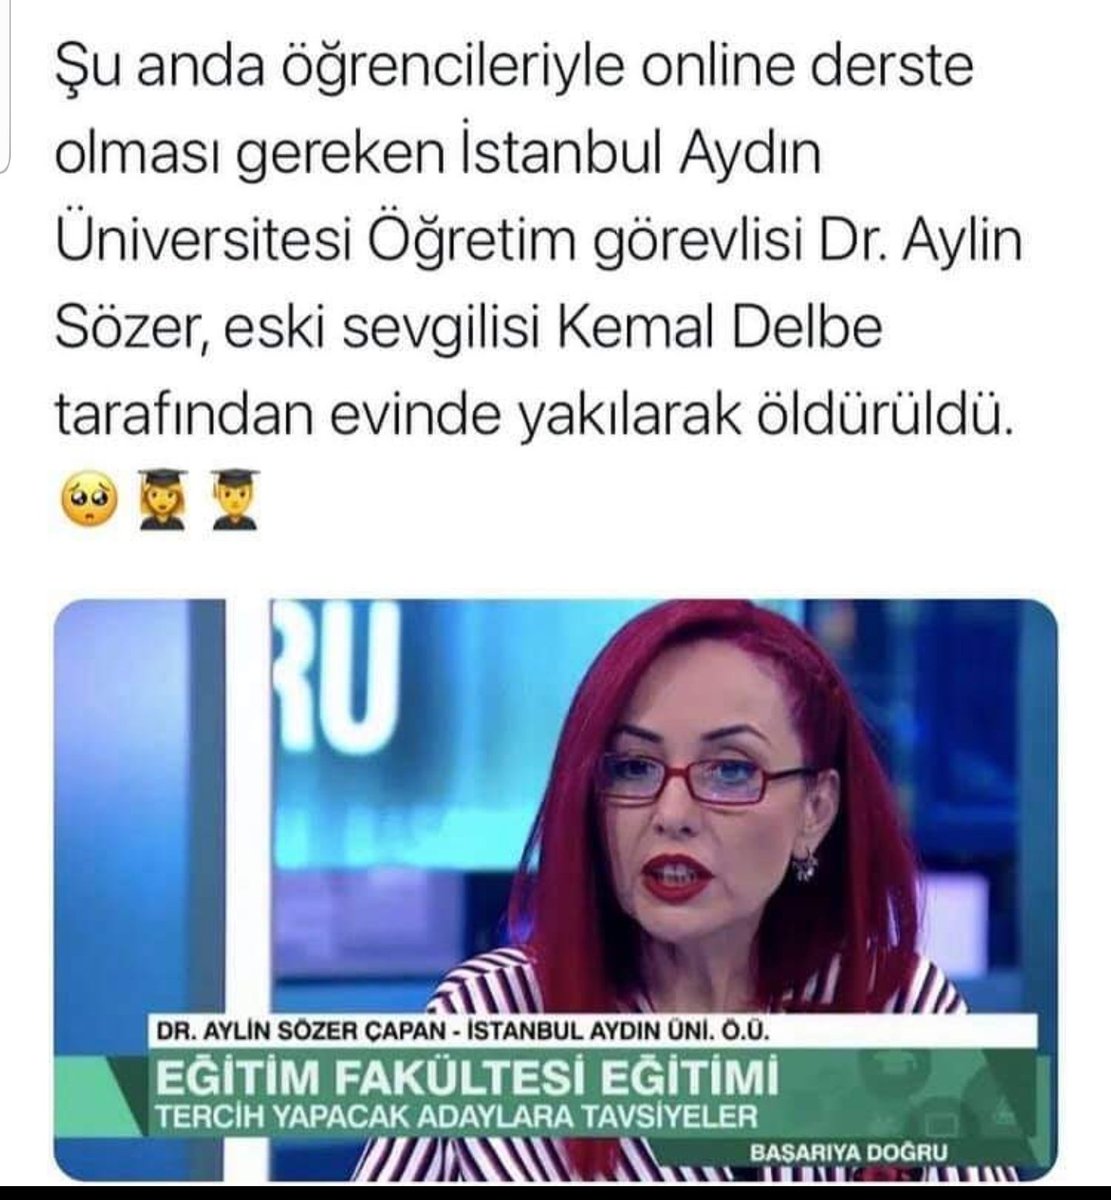 Şu anda öğrencileriyle online derste
olması gereken İstanbul Aydın
Üniversitesi Öğretim görevlisi Dr. Aylin
Sözer, eski sevgilisi Kemal Delbe
tarafından evinde yakılarak öldürüldü.
🥺👩‍🎓👨‍🎓
RU
DR. AYLİN SÖZER ÇAPAN - İSTANBUL AYDIN ÜNİ. Ö.Ü.
EĞİTİM FAKÜLTESİ EĞİTİMİ
TERCİH YAPACAK ADAYLARA TAVSİYELER
BAŞARIYA DOĞRU